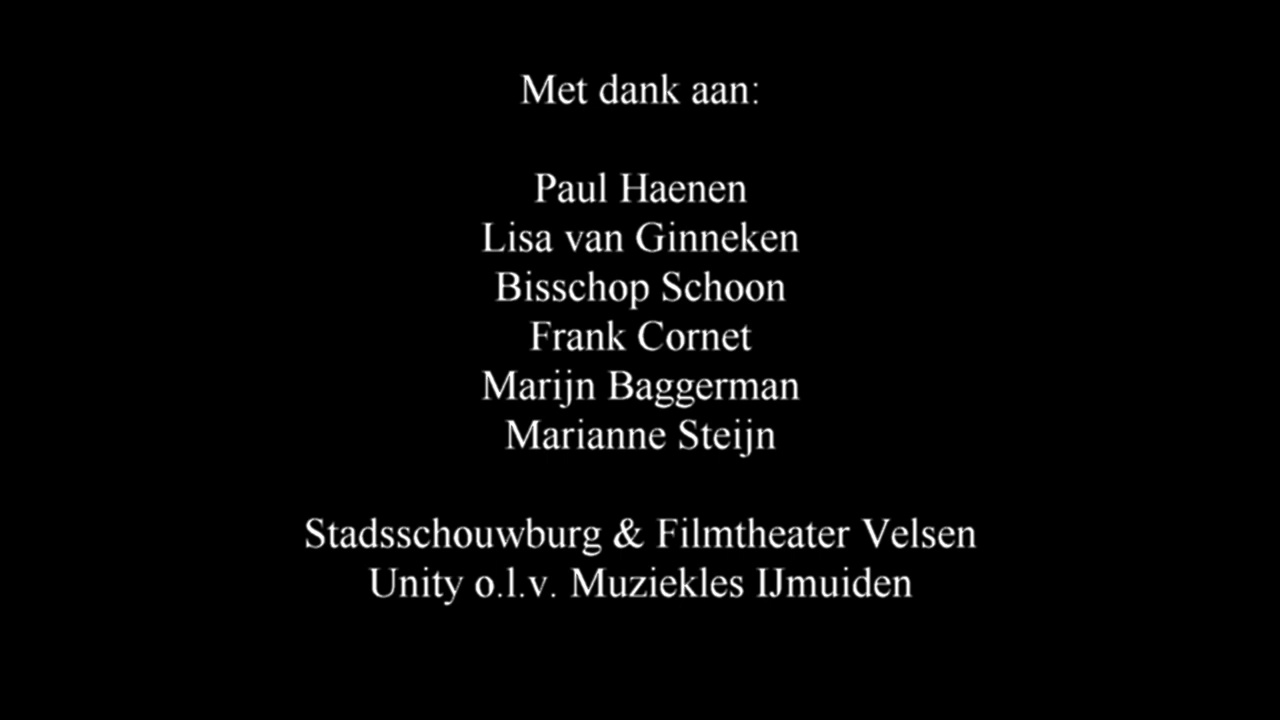 Met dank aan:
Paul Haenen
Lisa van Ginneken
Bisschop Schoon
Frank Cornet
Marijn Baggerman
Marianne Steijn
Stadsschouwburg & Filmtheater Velsen
Unity o.l.v. Muziekles IJmuiden